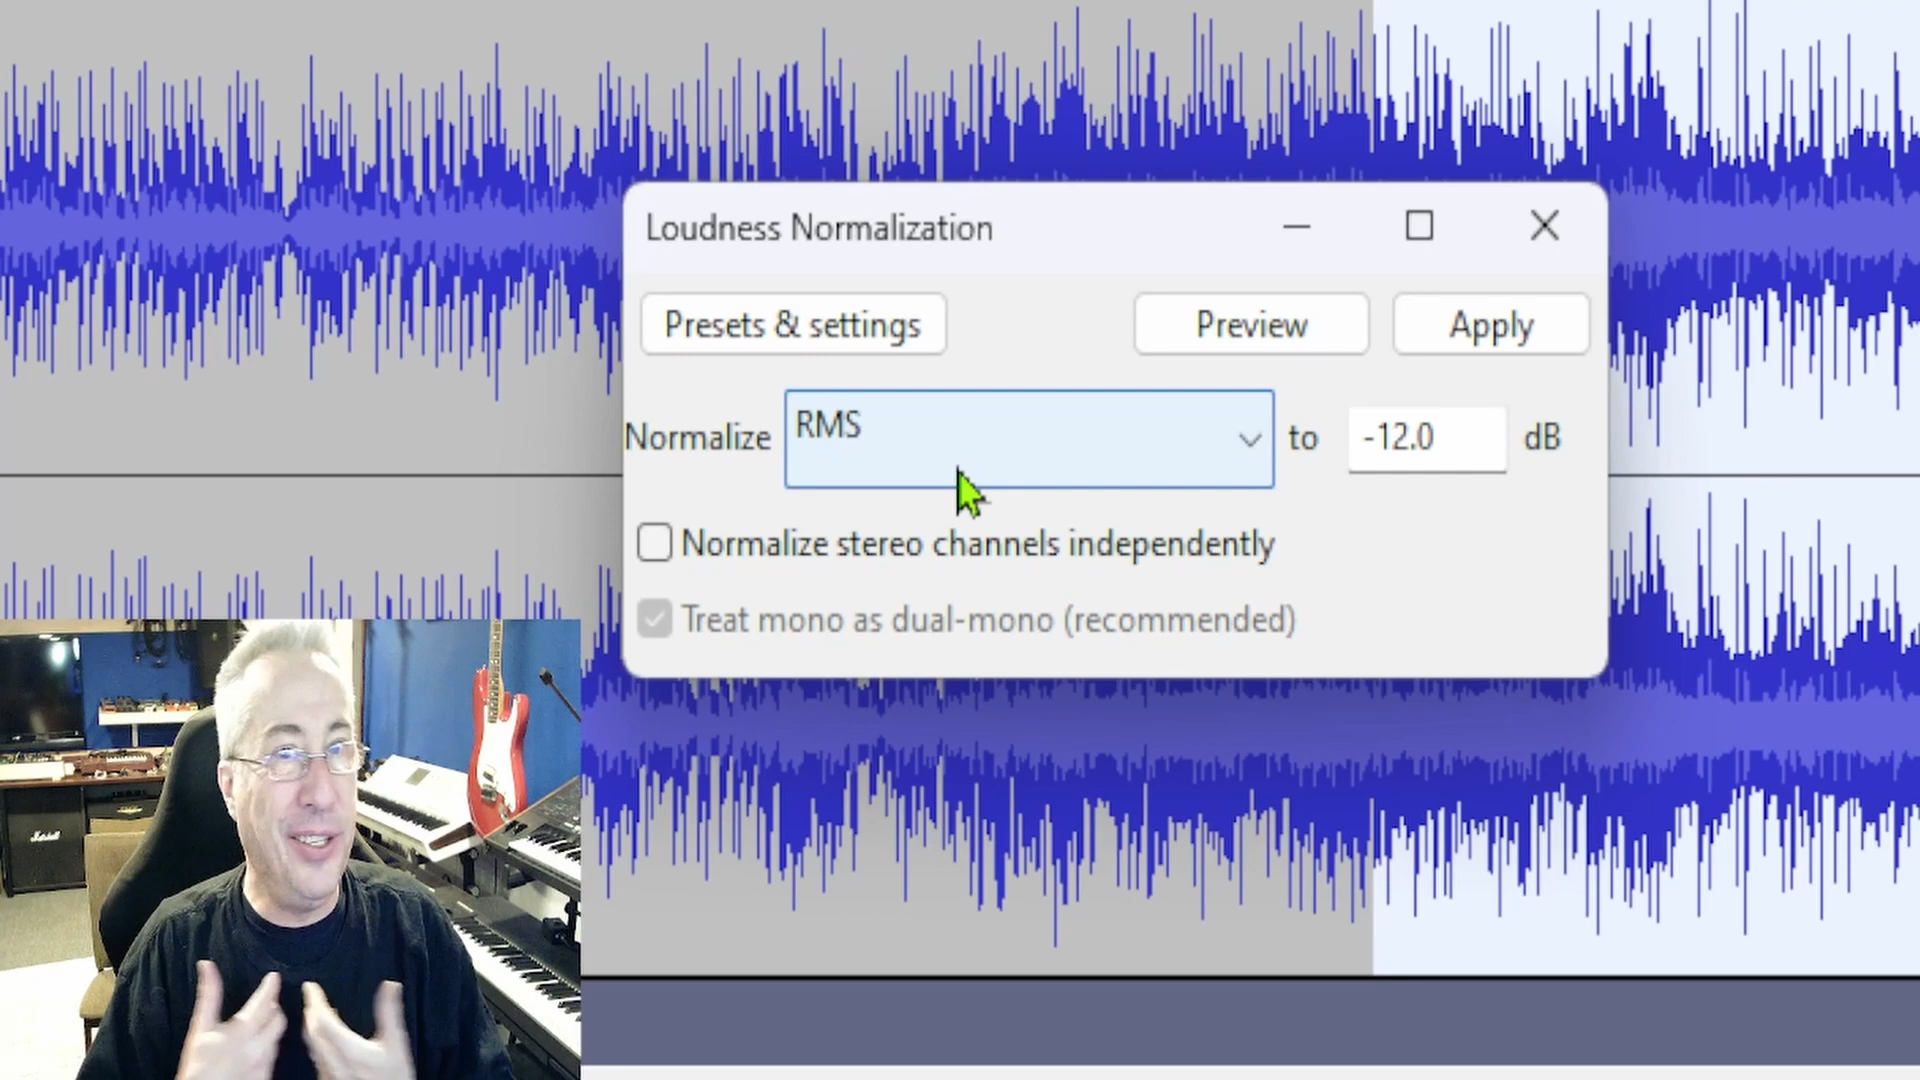 Loudness Normalization
Presets & settings
Preview
Apply
Normalize
RMS
to
-12.0
dB
Normalize stereo channels independently
Treat mono as dual-mono (recommended)
Marshall